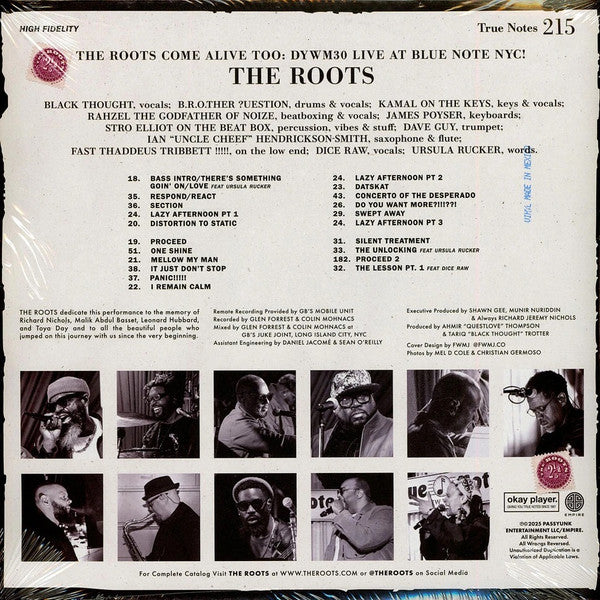 HIGH FIDELITY
True Notes 215
THE ROOTS COME ALIVE TOO: DYWM30 LIVE AT BLUE NOTE NYC!
THE ROOTS
BLACK THOUGHT, vocals; B.R.O.THER ?UESTION, drums & vocals; KAMAL ON THE KEYS, keys & vocals;
RAHZEL THE GODFATHER OF NOIZE, beatboxing & vocals; JAMES POYSER, keyboards;
STRO ELLIOT ON THE BEAT BOX, percussion, vibes & stuff; DAVE GUY, trumpet;
IAN "UNCLE CHEEF" HENDRICKSON-SMITH, saxophone & flute;
FAST THADDEUS TRIBBETT !!!!!, on the low end; DICE RAW, vocals; URSULA RUCKER, words.
VINYL MADE IN MEXICO
18. BASS INTRO/THERE'S SOMETHING
GOIN' ON/LOVE FEAT URSULA RUCKER
35. RESPOND/REACT
36. SECTION
24. LAZY AFTERNOON PT 1
20. DISTORTION TO STATIC
19. PROCEED
51. ONE SHINE
21. MELLOW MY MAN
38. IT JUST DON'T STOP
37. PANIC!!!!!
22. I REMAIN CALM
24. LAZY AFTERNOON PT 2
23. DATSKAT
43. CONCERTO OF THE DESPERADO
26. DO YOU WANT MORE?!!!??!
29. SWEPT AWAY
24. LAZY AFTERNOON PT 3
31. SILENT TREATMENT
33. THE UNLOCKING FEAT URSULA RUCKER
182. PROCEED 2
32. THE LESSON PT. 1 FEAT DICE RAW
THE ROOTS dedicate this performance to the memory of
Richard Nichols, Malik Abdul Basset, Leonard Hubbard,
and Toya Day and to all the beautiful people who
jumped on this journey with us since the very beginning.
Remote Recording Provided by GB'S MOBILE UNIT
Recorded by GLEN FORREST & COLIN MOHNACS
Mixed by GLEN FORREST & COLIN MOHNACS at
GB'S JUKE JOINT, LONG ISLAND CITY, NYC
Assistant Engineering by DANIEL JACOMÉ & SEAN O'REILLY
Executive Produced by SHAWN GEE, MUNIR NURIDDIN
& Always RICHARD JEREMY NICHOLS
Produced by AHMIR "QUESTLOVE" THOMPSON
& TARIQ "BLACK THOUGHT" TROTTER
Cover Design by FWMJ @FWMJ.CO
Photos by MEL D COLE & CHRISTIAN GERMOSO
okay player.
EMPIRE
℗©2025 PASSYUNK
ENTERTAINMENT LLC/EMPIRE.
All Rights Reserved.
All Wrongs Reversed.
Unauthorized Duplication is a
Violation of Applicable Laws.
For Complete Catalog Visit THE ROOTS at WWW.THEROOTS.COM or @THEROOTS on Social Media